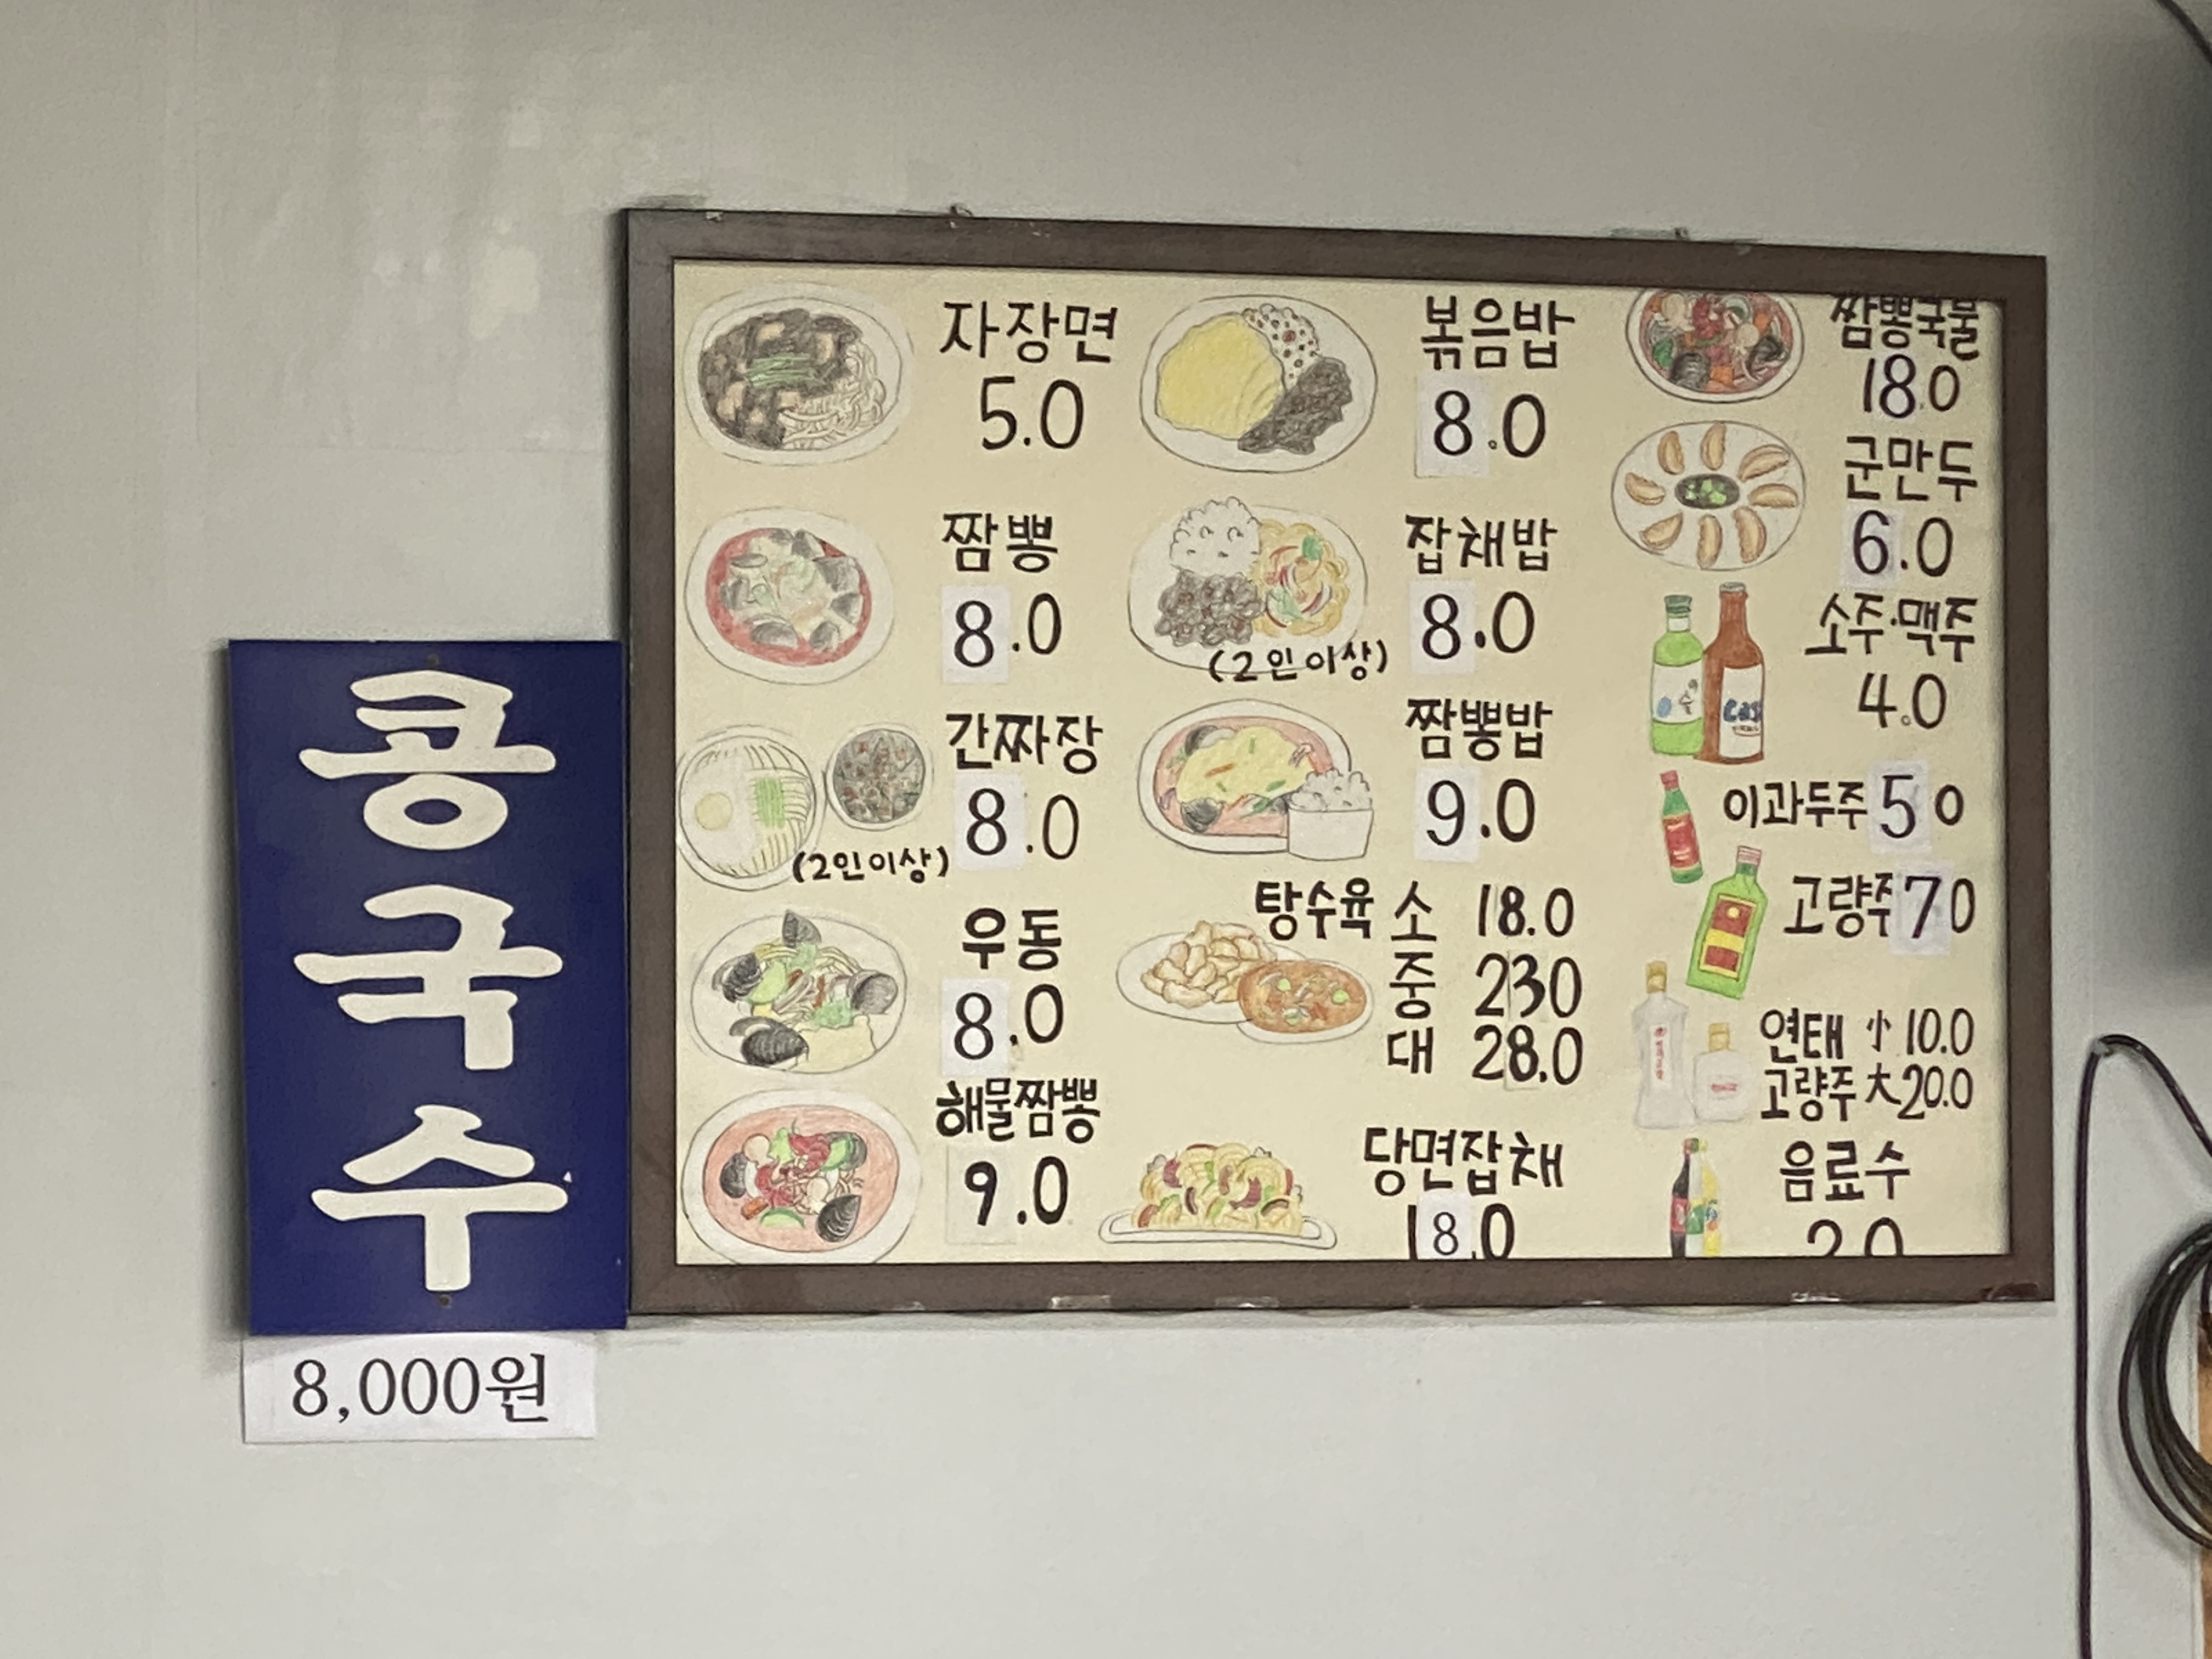 콩
국
수
8,000원
자장면
5.0
짬뽕
8.0
간짜장
8.0
(2인이상)
우동
8.0
해물짬뽕
9.0
볶음밥
8.0
잡채밥
8.0
(2인이상)
짬뽕밥
9.0
탕수육 소 18.0
중 230
대 28.0
당면잡채
18.0
짬뽕국물
18.0
군만두
6.0
소주·맥주
4.0
이과두주 5 0
고량주 7 0
연태 小 10.0
고량주 大 20.0
음료수
2.0